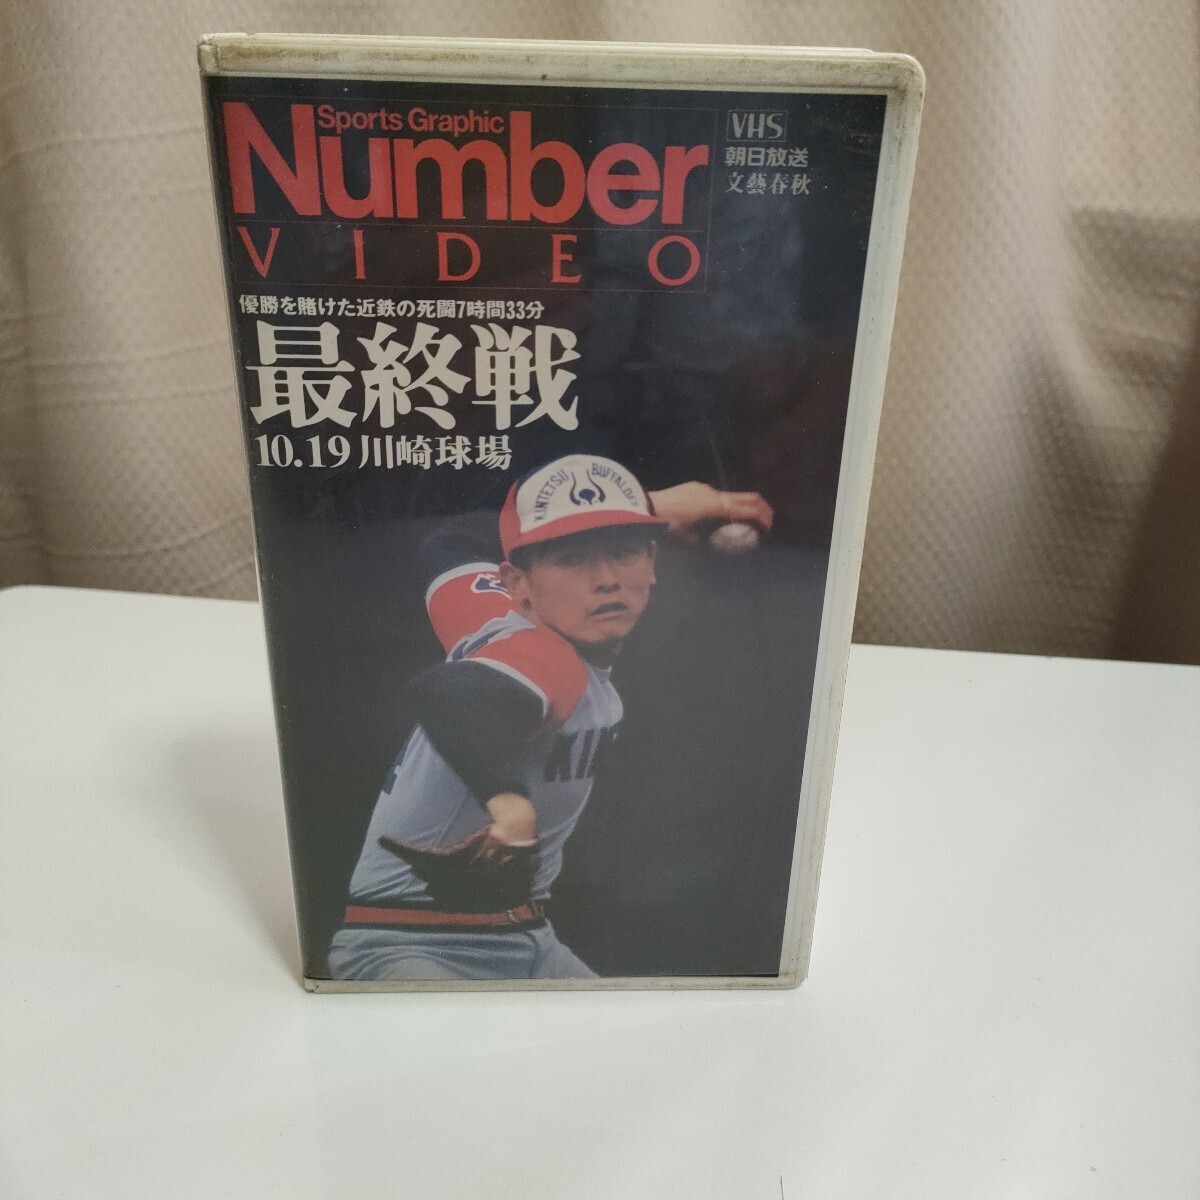 Sports Graphic
Number
VIDEO
VHS
朝日放送
文藝春秋
優勝を賭けた近鉄の死闘7時間33分
最終戦
10.19 川崎球場
KINTETSU BUFFALOES